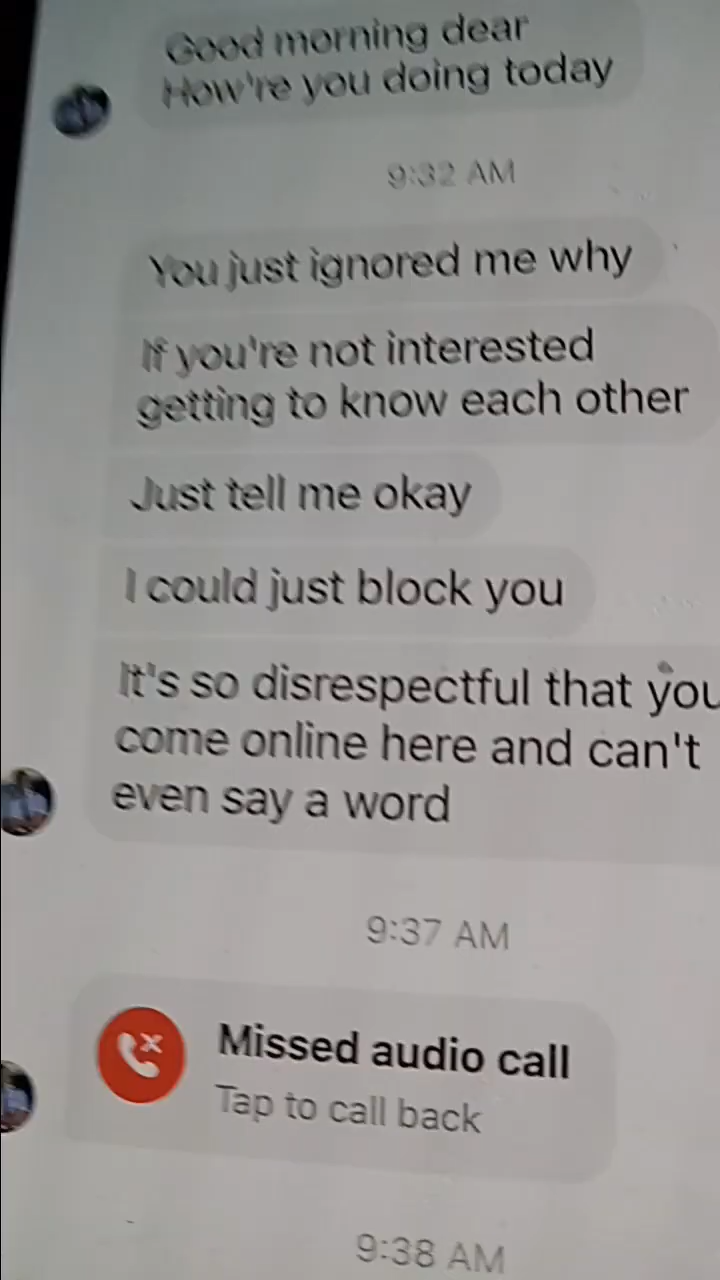 Good morning dear
How're you doing today
9:32 AM
You just ignored me why
If you're not interested
getting to know each other
Just tell me okay
I could just block you
It's so disrespectful that you
come online here and can't
even say a word
9:37 AM
Missed audio call
Tap to call back
9:38 AM